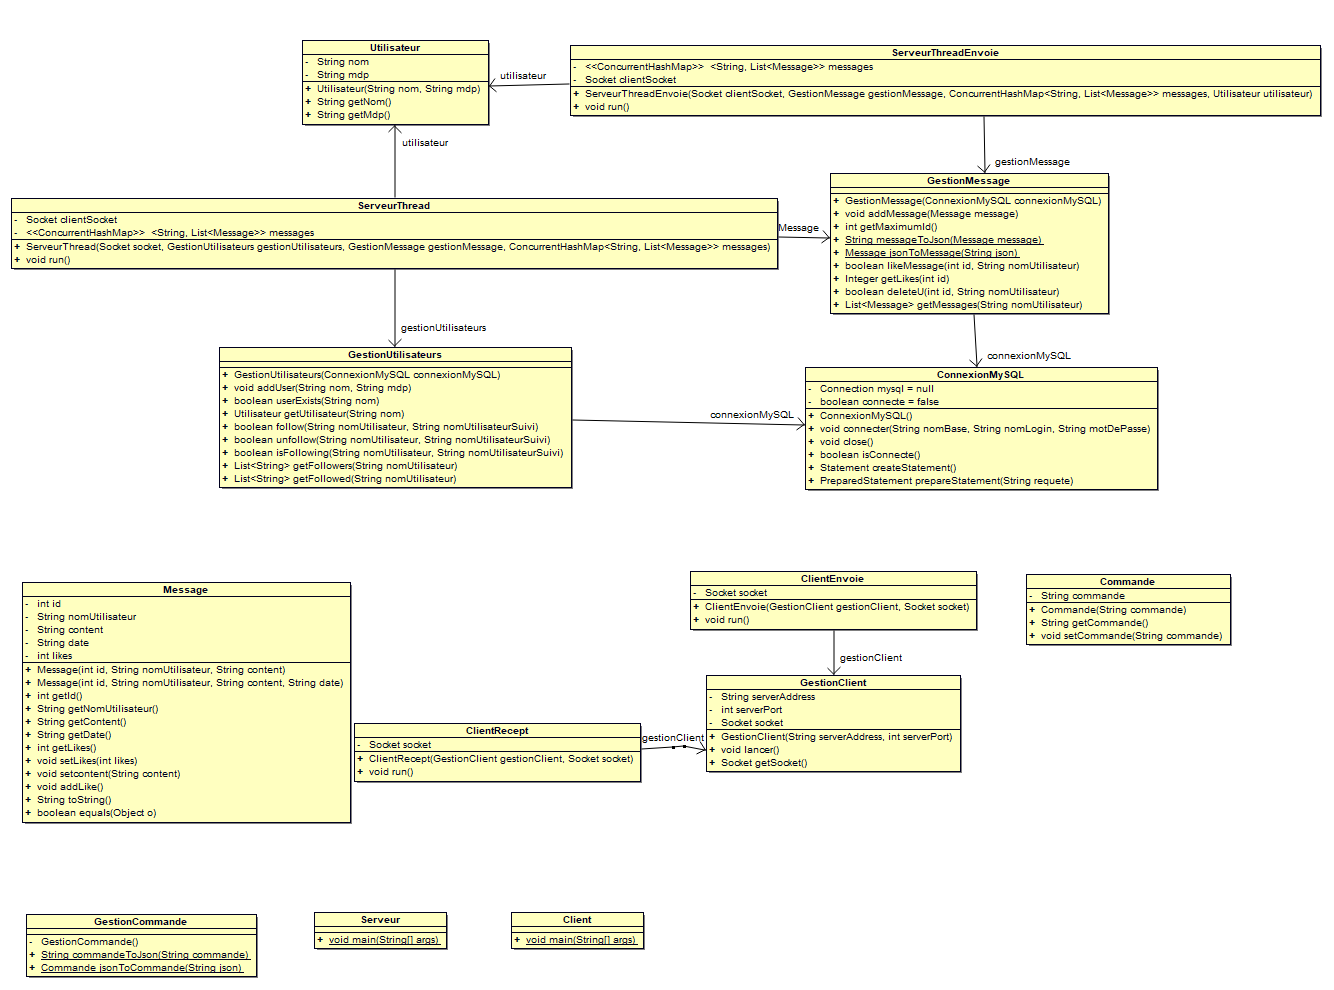 Utilisateur
- String nom
- String mdp
+ Utilisateur(String nom, String mdp)
+ String getNom()
+ String getMdp()
utilisateur
ServeurThreadEnvoie
- <<ConcurrentHashMap>> <String, List<Message>> messages
- Socket clientSocket
+ ServeurThreadEnvoie(Socket clientSocket, GestionMessage gestionMessage, ConcurrentHashMap<String, List<Message>> messages, Utilisateur utilisateur)
+ void run()
utilisateur
gestionMessage
ServeurThread
- Socket clientSocket
- <<ConcurrentHashMap>> <String, List<Message>> messages
+ ServeurThread(Socket socket, GestionUtilisateurs gestionUtilisateurs, GestionMessage gestionMessage, ConcurrentHashMap<String, List<Message>> messages)
+ void run()
Message
GestionMessage
+ GestionMessage(ConnexionMySQL connexionMySQL)
+ void addMessage(Message message)
+ int getMaximumId()
+ String messageToJson(Message message)
+ Message jsonToMessage(String json)
+ boolean likeMessage(int id, String nomUtilisateur)
+ Integer getLikes(int id)
+ boolean deleteU(int id, String nomUtilisateur)
+ List<Message> getMessages(String nomUtilisateur)
gestionUtilisateurs
connexionMySQL
GestionUtilisateurs
+ GestionUtilisateurs(ConnexionMySQL connexionMySQL)
+ void addUser(String nom, String mdp)
+ boolean userExists(String nom)
+ Utilisateur getUtilisateur(String nom)
+ boolean follow(String nomUtilisateur, String nomUtilisateurSuivi)
+ boolean unfollow(String nomUtilisateur, String nomUtilisateurSuivi)
+ boolean isFollowing(String nomUtilisateur, String nomUtilisateurSuivi)
+ List<String> getFollowers(String nomUtilisateur)
+ List<String> getFollowed(String nomUtilisateur)
connexionMySQL
ConnexionMySQL
- Connection mysql = null
- boolean connecte = false
+ ConnexionMySQL()
+ void connecter(String nomBase, String nomLogin, String motDePasse)
+ void close()
+ boolean isConnecte()
+ Statement createStatement()
+ PreparedStatement prepareStatement(String requete)
Message
- int id
- String nomUtilisateur
- String content
- String date
- int likes
+ Message(int id, String nomUtilisateur, String content)
+ Message(int id, String nomUtilisateur, String content, String date)
+ int getId()
+ String getNomUtilisateur()
+ String getContent()
+ String getDate()
+ int getLikes()
+ void setLikes(int likes)
+ void setcontent(String content)
+ void addLike()
+ String toString()
+ boolean equals(Object o)
ClientEnvoie
- Socket socket
+ ClientEnvoie(GestionClient gestionClient, Socket socket)
+ void run()
gestionClient
Commande
- String commande
+ Commande(String commande)
+ String getCommande()
+ void setCommande(String commande)
ClientRecept
- Socket socket
+ ClientRecept(GestionClient gestionClient, Socket socket)
+ void run()
gestionClient
GestionClient
- String serverAddress
- int serverPort
- Socket socket
+ GestionClient(String serverAddress, int serverPort)
+ void lancer()
+ Socket getSocket()
GestionCommande
- GestionCommande()
+ String commandeToJson(String commande)
+ Commande jsonToCommande(String json)
Serveur
+ void main(String[] args)
Client
+ void main(String[] args)